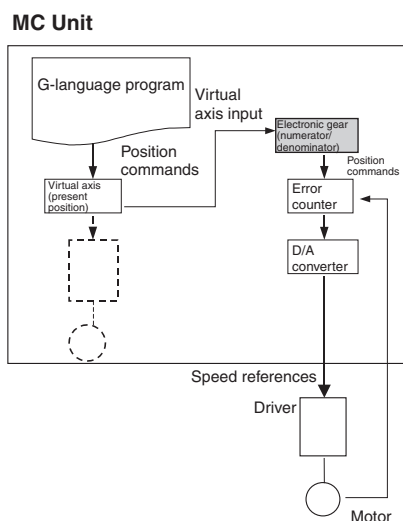 MC Unit
G-language program
Virtual
axis input
Electronic gear
(numerator/
denominator)
Position
commands
Position
commands
Virtual axis
(present
position)
Error
counter
D/A
converter
Speed references
Driver
Motor